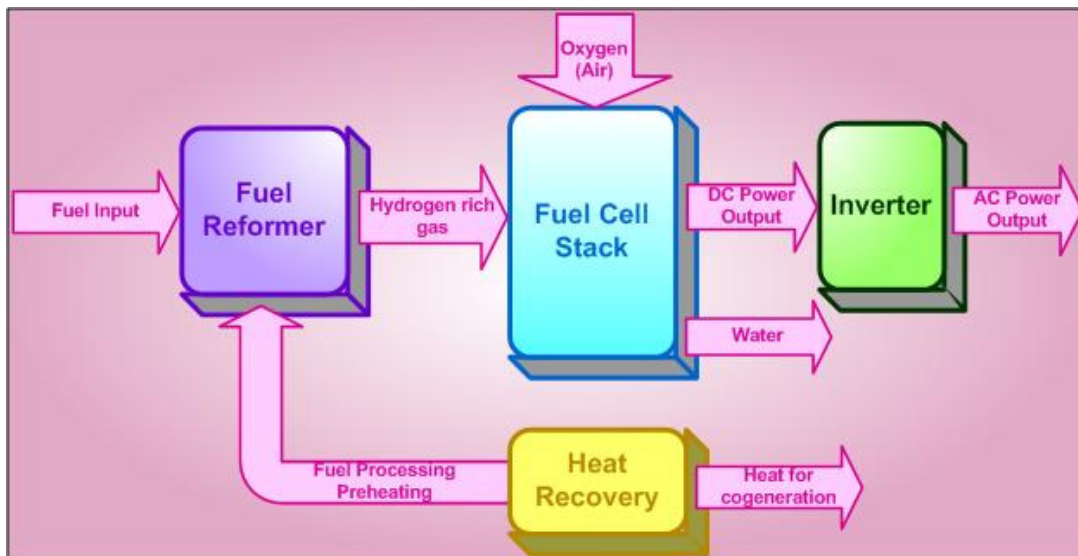 Oxygen
(Air)
Fuel Input
Fuel
Reformer
Hydrogen rich
gas
Fuel Cell
Stack
DC Power
Output
Inverter
AC Power
Output
Water
Fuel Processing
Preheating
Heat
Recovery
Heat for
cogeneration